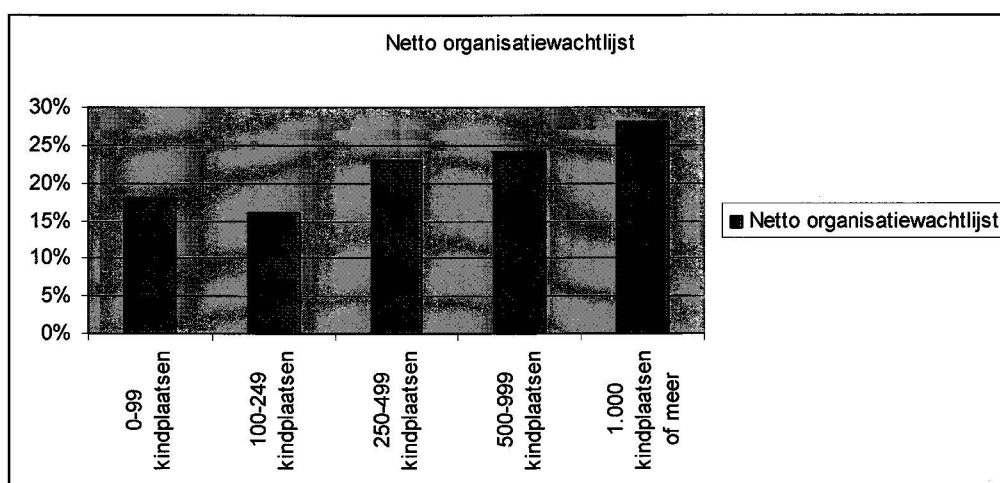 Netto organisatiewachtlijst
30%
25%
20%
15%
10%
5%
0%
0-99
kindplaatsen
100-249
kindplaatsen
250-499
kindplaatsen
500-999
kindplaatsen
1.000
kindplaatsen
of meer
Netto organisatiewachtlijst